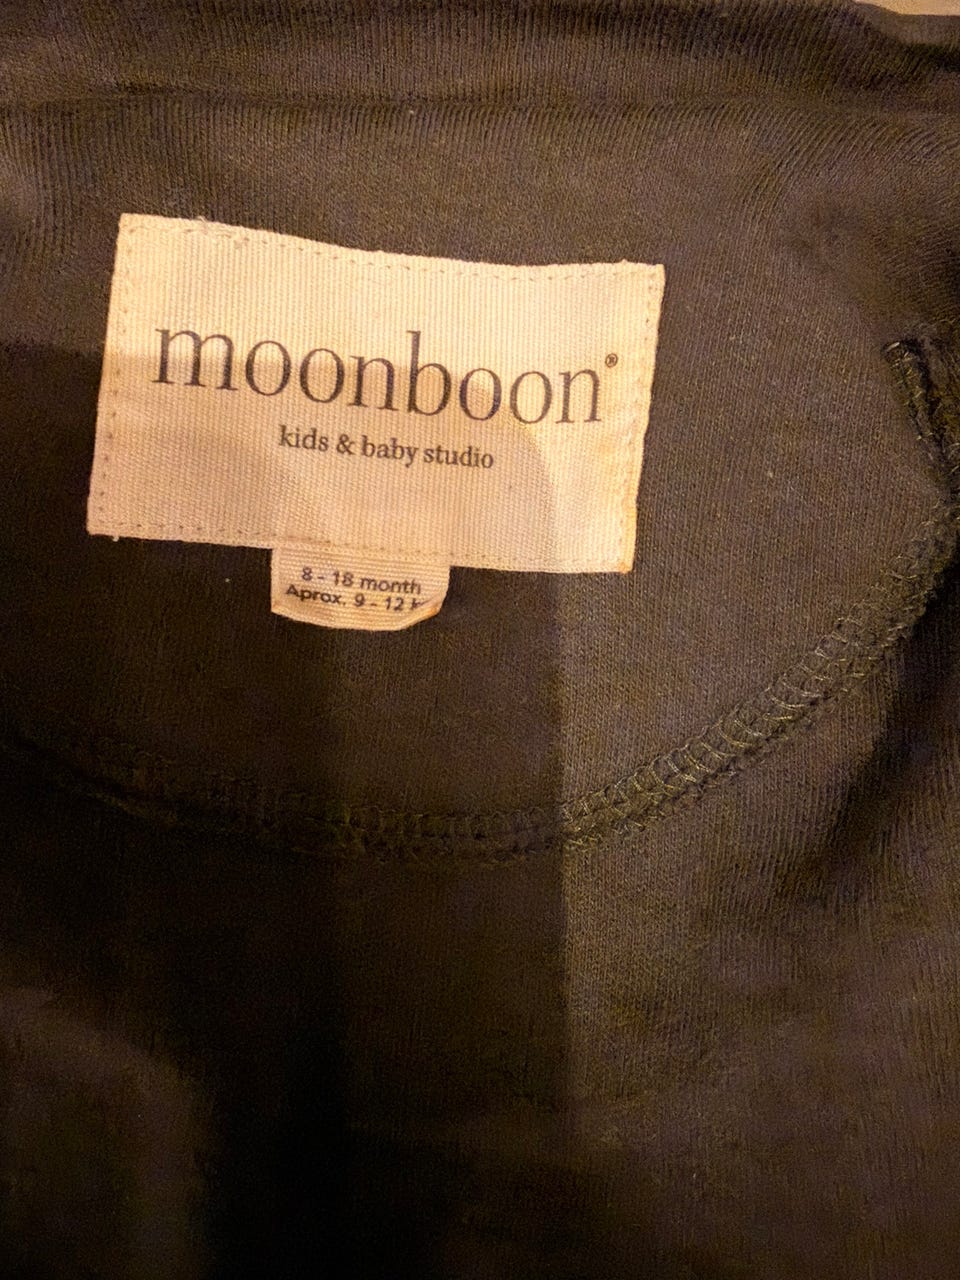 moonboon®
kids & baby studio
8 - 18 month
Aprox. 9 - 12